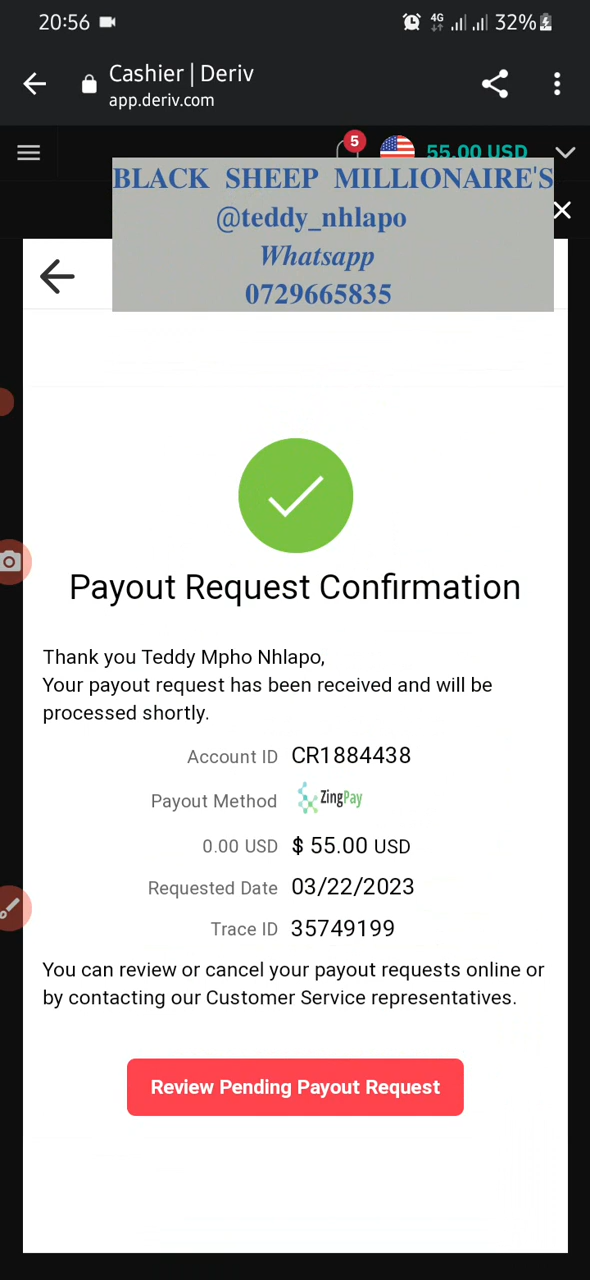 20:56
4G
32%
Cashier | Deriv
app.deriv.com
5
55.00 USD
BLACK SHEEP MILLIONAIRE'S
@teddy_nhlapo
Whatsapp
0729665835
Payout Request Confirmation
Thank you Teddy Mpho Nhlapo,
Your payout request has been received and will be
processed shortly.
Account ID CR1884438
Payout Method ZingPay
0.00 USD $ 55.00 USD
Requested Date 03/22/2023
Trace ID 35749199
You can review or cancel your payout requests online or
by contacting our Customer Service representatives.
Review Pending Payout Request